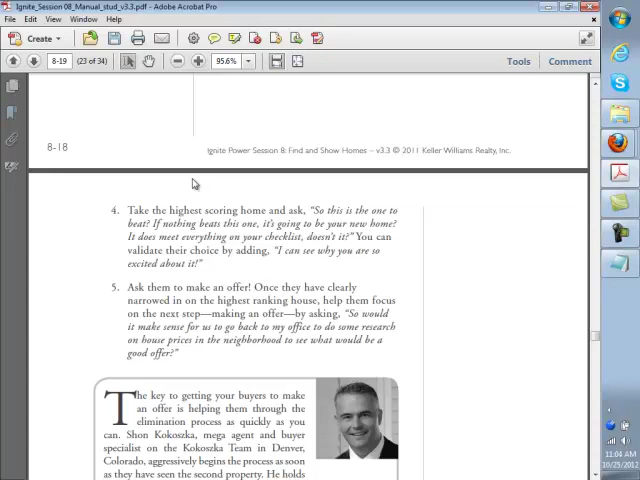 Ignite_Session 08_Manual_stud_v3.3.pdf - Adobe Acrobat Pro
File Edit View Window Help
Create
8-19 (23 of 34) 95.6% Tools Comment
8-18 Ignite Power Session 8: Find and Show Homes – v3.3 © 2011 Keller Williams Realty, Inc.
4. Take the highest scoring home and ask, “So this is the one to
beat? If nothing beats this one, it’s going to be your new home?
It does meet everything on your checklist, doesn’t it?” You can
validate their choice by adding, “I can see why you are so
excited about it!”
5. Ask them to make an offer! Once they have clearly
narrowed in on the highest ranking house, help them focus
on the next step—making an offer—by asking, “So would
it make sense for us to go back to my office to do some research
on house prices in the neighborhood to see what would be a
good offer?”
The key to getting your buyers to make
an offer is helping them through the
elimination process as quickly as you
can. Shon Kokoszka, mega agent and buyer
specialist on the Kokoszka Team in Denver,
Colorado, aggressively begins the process as soon
as they have seen the second property. He holds
11:04 AM
10/25/2012